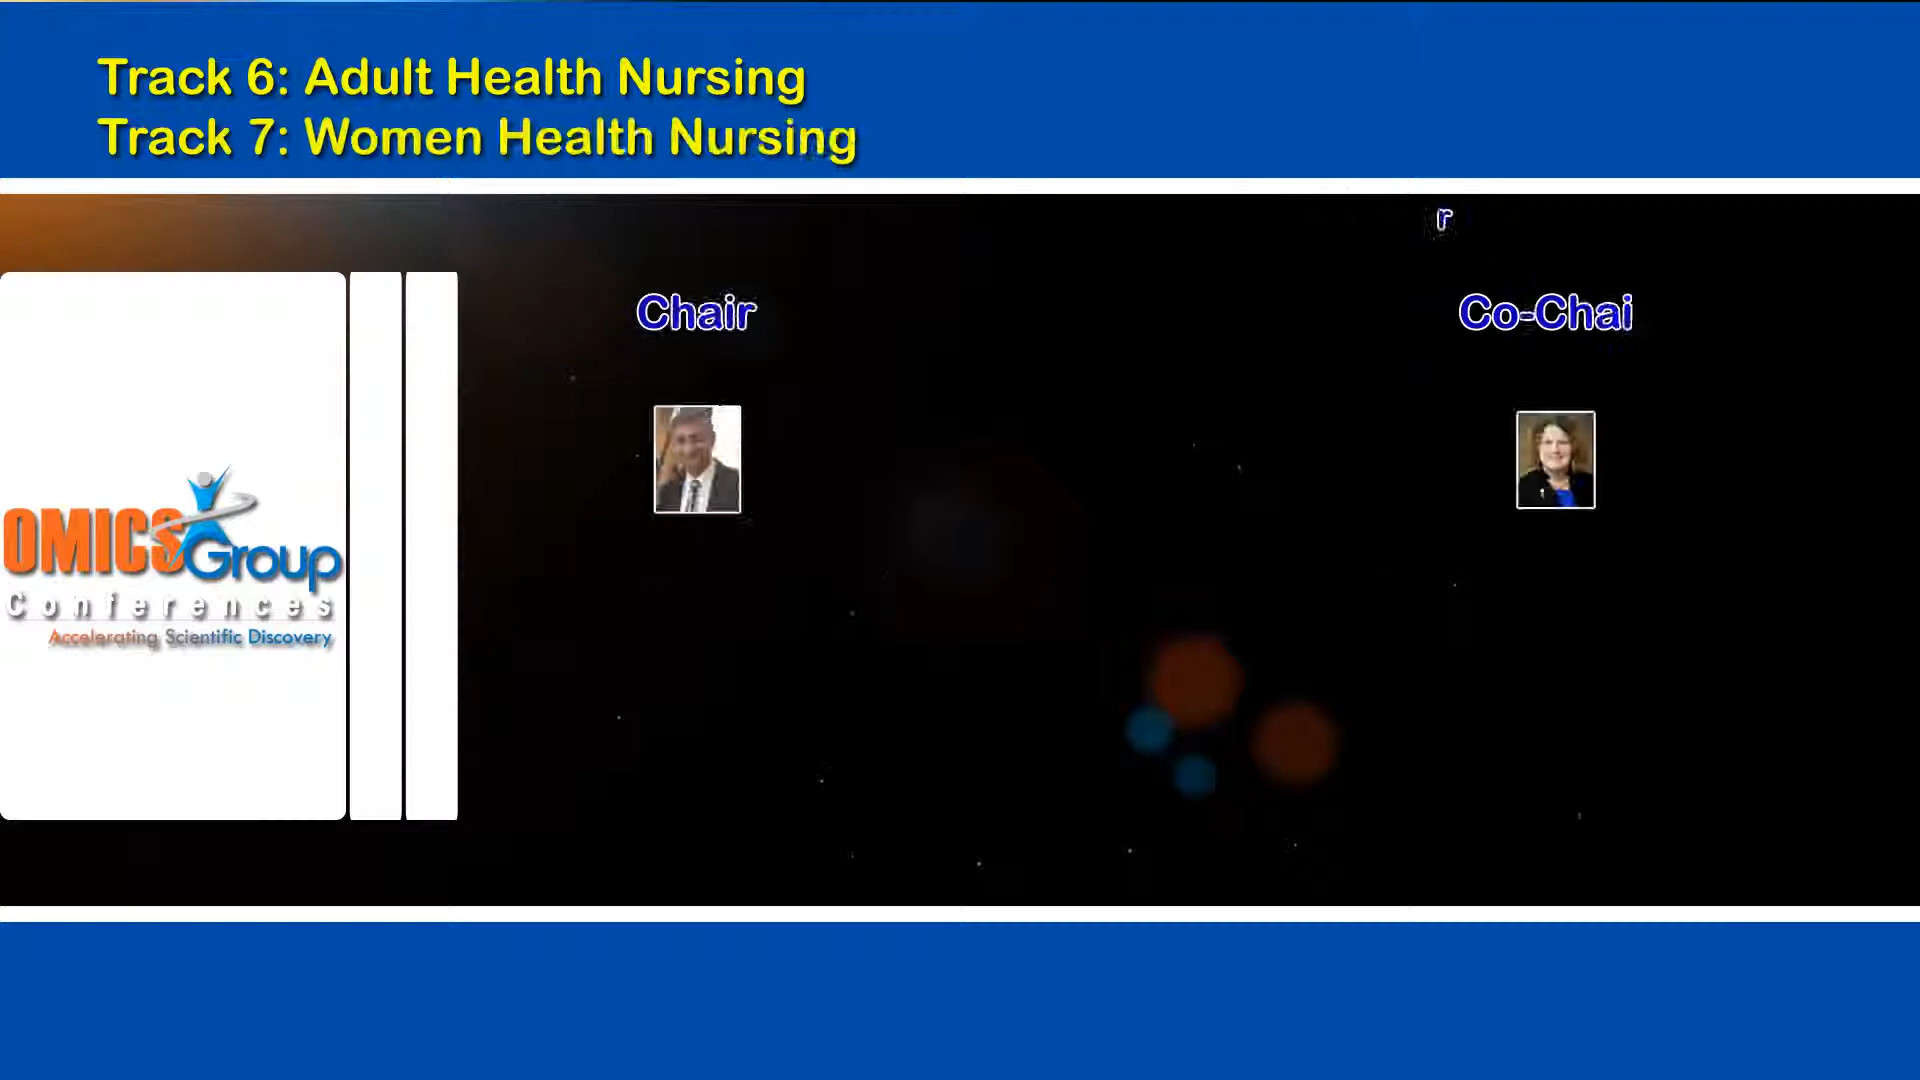 Track 6: Adult Health Nursing
Track 7: Women Health Nursing
r
Chair
Co-Chai
OMICS Group
Conferences
Accelerating Scientific Discovery